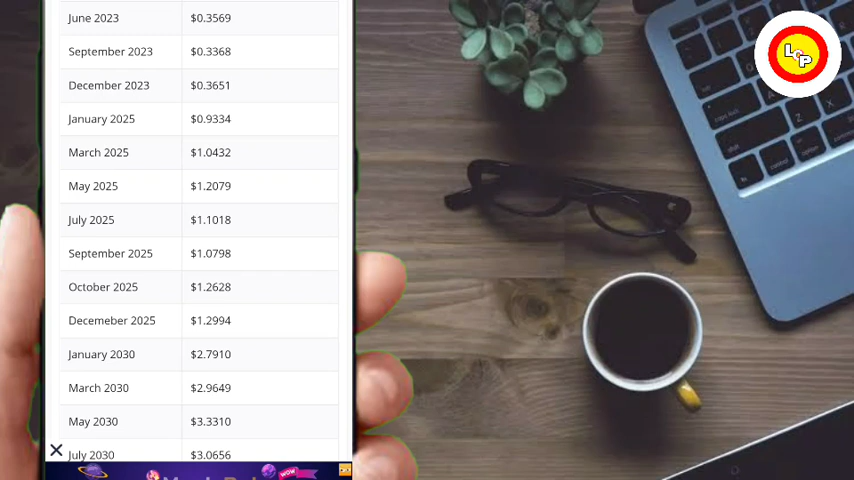 June 2023 $0.3569
September 2023 $0.3368
December 2023 $0.3651
January 2025 $0.9334
March 2025 $1.0432
May 2025 $1.2079
July 2025 $1.1018
September 2025 $1.0798
October 2025 $1.2628
Decemeber 2025 $1.2994
January 2030 $2.7910
March 2030 $2.9649
May 2030 $3.3310
July 2030 $3.0656
WOW
LCP